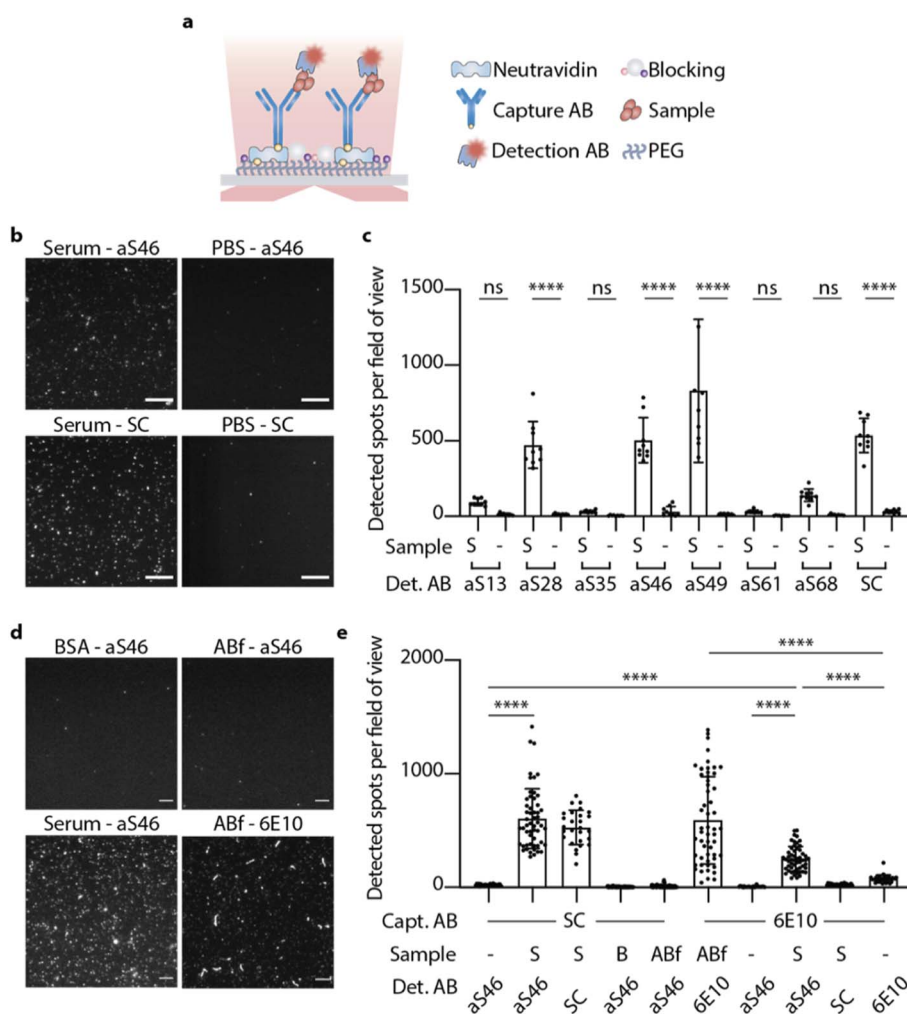 a
Neutravidin
Blocking
Capture AB
Sample
Detection AB
PEG
b
Serum - aS46
PBS - aS46
Serum - SC
PBS - SC
c
Detected spots per field of view
1500
1000
500
0
ns **** ns **** **** ns ns ****
Sample S - S - S - S - S - S - S - S -
Det. AB aS13 aS28 aS35 aS46 aS49 aS61 aS68 SC
d
BSA - aS46
ABf - aS46
Serum - aS46
ABf - 6E10
e
Detected spots per field of view
2000
1000
0
****
**** ****
**** ****
Capt. AB SC 6E10
Sample - S S B ABf ABf - S S -
Det. AB aS46 aS46 SC aS46 aS46 6E10 aS46 aS46 SC 6E10